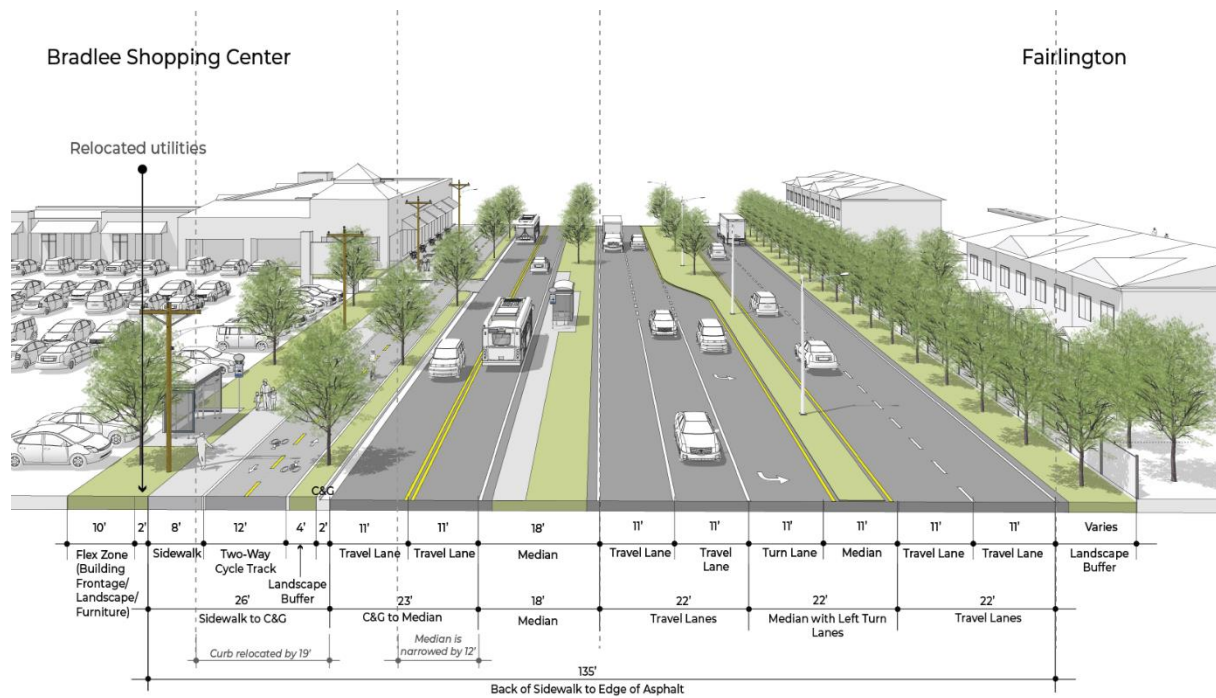 Bradlee Shopping Center
Fairlington
Relocated utilities
C&G
10' 2' 8' 12' 4' 2' 11' 11' 18' 11' 11' 11' 11' 11' 11' Varies
Flex Zone
(Building
Frontage/
Landscape/
Furniture)
Sidewalk
Two-Way
Cycle Track
Landscape
Buffer
Travel Lane
Travel Lane
Median
Travel Lane
Travel
Lane
Turn Lane
Median
Travel Lane
Travel Lane
Landscape
Buffer
26' 23' 18' 22' 22' 22'
Sidewalk to C&G
C&G to Median
Median
Travel Lanes
Median with Left Turn
Lanes
Travel Lanes
Curb relocated by 19'
Median is
narrowed by 12'
135'
Back of Sidewalk to Edge of Asphalt